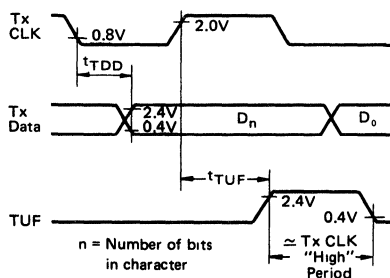 Tx
CLK
0.8V
2.0V
tTDD
Tx
Data
2.4V
0.4V
Dn
D0
tTUF
2.4V
TUF
0.4V
n = Number of bits
in character
≃ Tx CLK
"High"
Period